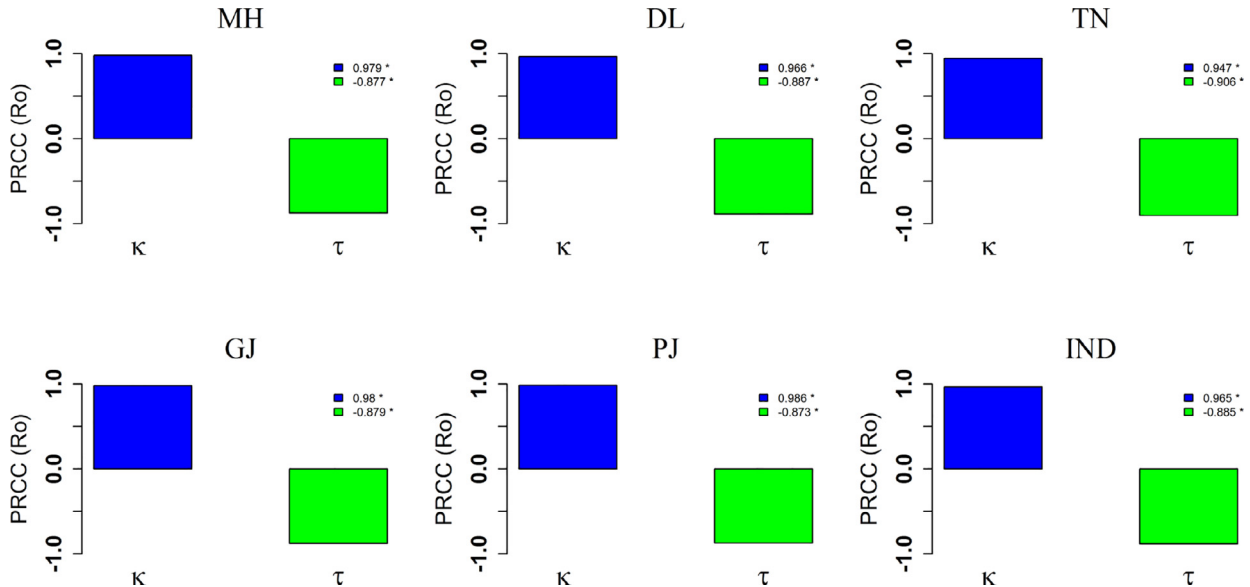 MH
PRCC (Ro)
1.0
0.0
-1.0
0.979 *
-0.877 *
κ τ
DL
PRCC (Ro)
1.0
0.0
-1.0
0.966 *
-0.887 *
κ τ
TN
PRCC (Ro)
1.0
0.0
-1.0
0.947 *
-0.906 *
κ τ
GJ
PRCC (Ro)
1.0
0.0
-1.0
0.98 *
-0.879 *
κ τ
PJ
PRCC (Ro)
1.0
0.0
-1.0
0.986 *
-0.873 *
κ τ
IND
PRCC (Ro)
1.0
0.0
-1.0
0.965 *
-0.885 *
κ τ